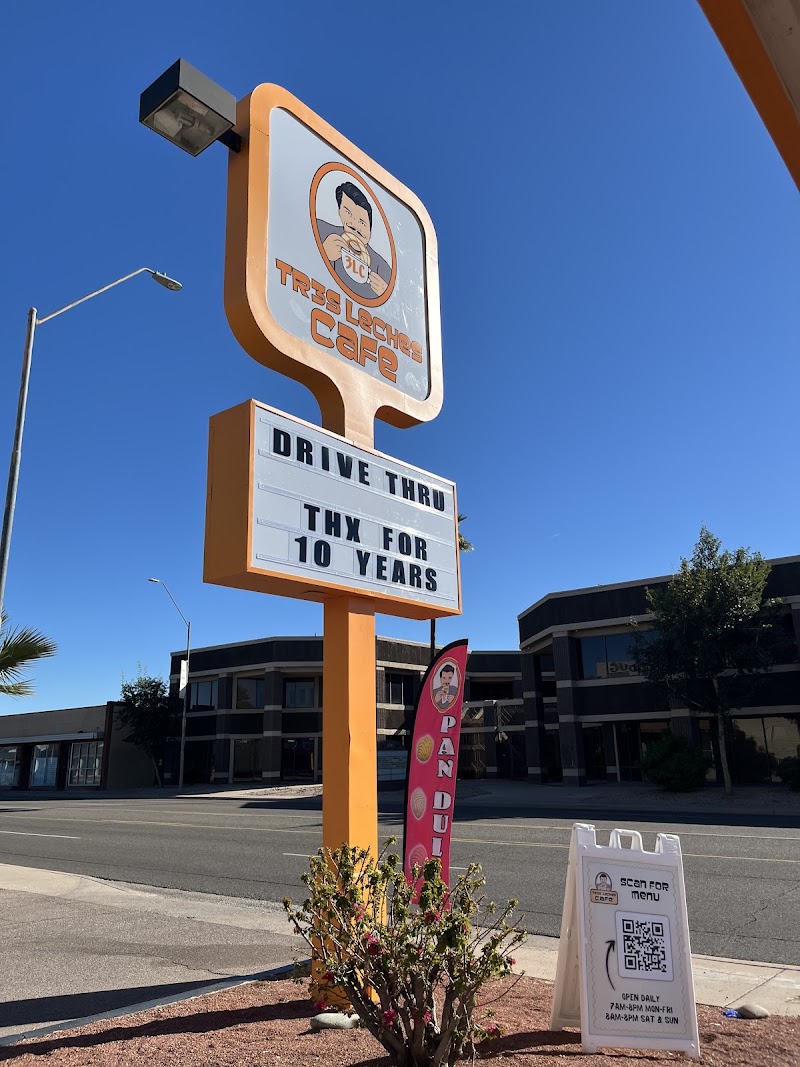 3LC
TR3S LECHES
CAFE
DRIVE THRU
THX FOR
10 YEARS
PAN DUL
TRES LECHES
CAFE
SCAN FOR
MENU
OPEN DAILY
7AM-8PM MON-FRI
8AM-8PM SAT & SUN